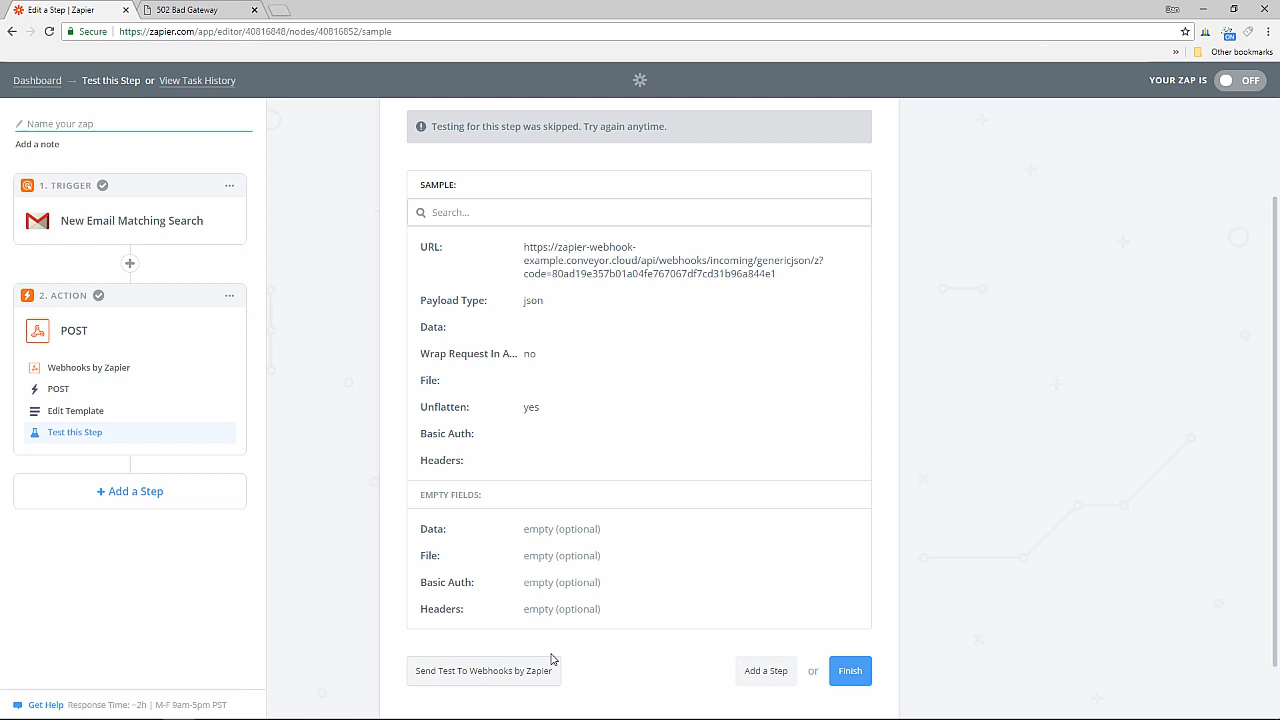 Edit a Step | Zapier
502 Bad Gateway
Secure
https://zapier.com/app/editor/40816848/nodes/40816852/sample
ON
»
Other bookmarks
Dashboard → Test this Step or View Task History
YOUR ZAP IS OFF
Name your zap
Add a note
1. TRIGGER
New Email Matching Search
2. ACTION
POST
Webhooks by Zapier
POST
Edit Template
Test this Step
+ Add a Step
Get Help Response Time: ~2h | M-F 9am-5pm PST
Testing for this step was skipped. Try again anytime.
SAMPLE:
Search...
URL: https://zapier-webhook-
example.conveyor.cloud/api/webhooks/incoming/genericjson/z?
code=80ad19e357b01a04fe767067df7cd31b96a844e1
Payload Type: json
Data:
Wrap Request In A... no
File:
Unflatten: yes
Basic Auth:
Headers:
EMPTY FIELDS:
Data: empty (optional)
File: empty (optional)
Basic Auth: empty (optional)
Headers: empty (optional)
Send Test To Webhooks by Zapier
Add a Step or Finish